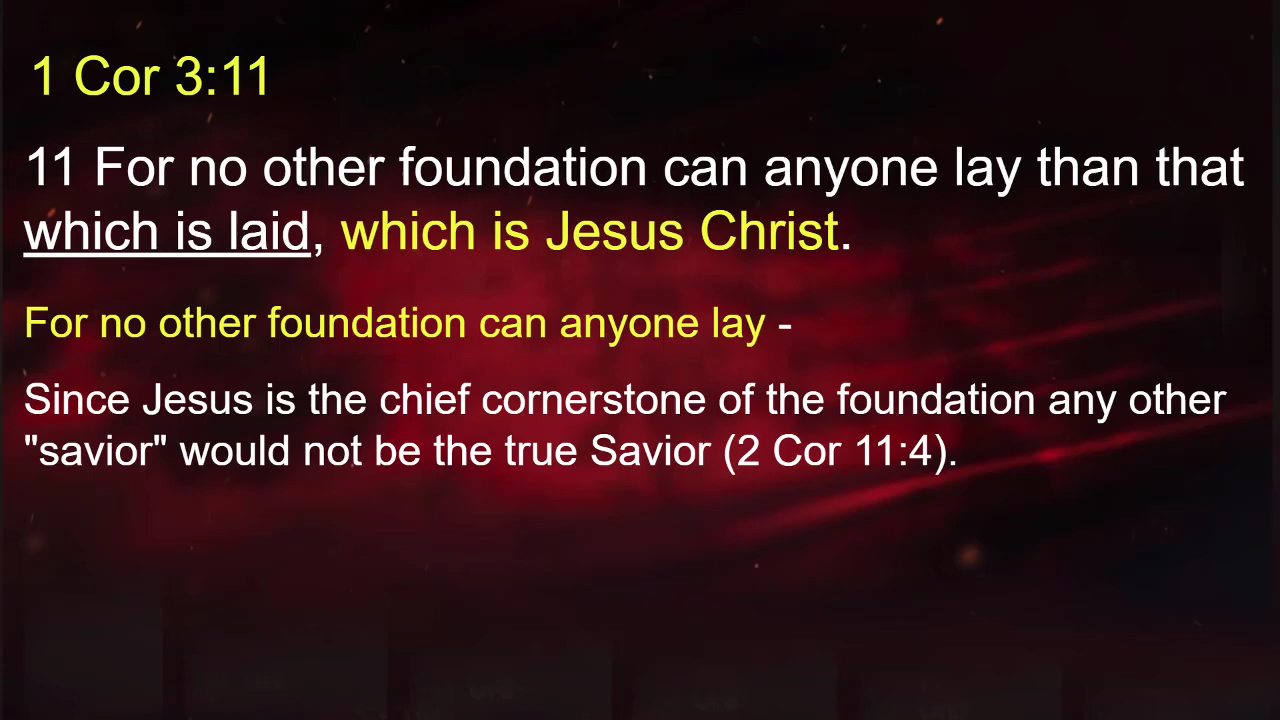 1 Cor 3:11
11 For no other foundation can anyone lay than that
which is laid, which is Jesus Christ.
For no other foundation can anyone lay -
Since Jesus is the chief cornerstone of the foundation any other
"savior" would not be the true Savior (2 Cor 11:4).